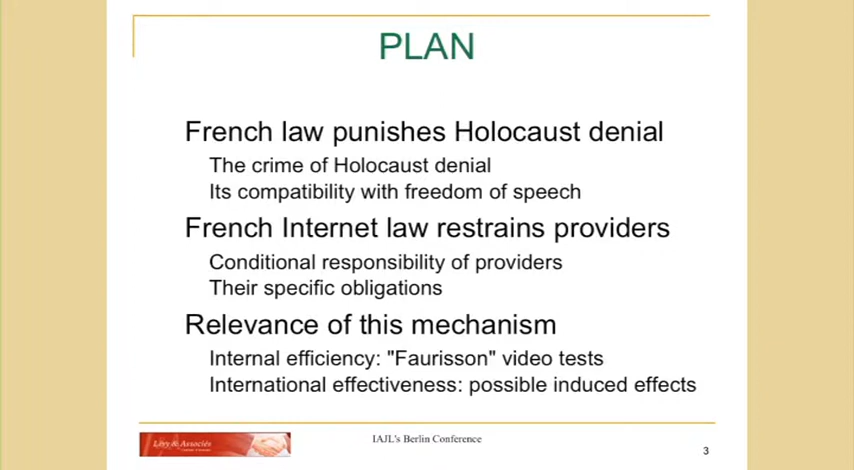 PLAN
French law punishes Holocaust denial
The crime of Holocaust denial
Its compatibility with freedom of speech
French Internet law restrains providers
Conditional responsibility of providers
Their specific obligations
Relevance of this mechanism
Internal efficiency: "Faurisson" video tests
International effectiveness: possible induced effects
Lévy & Associés
IAJL's Berlin Conference
3